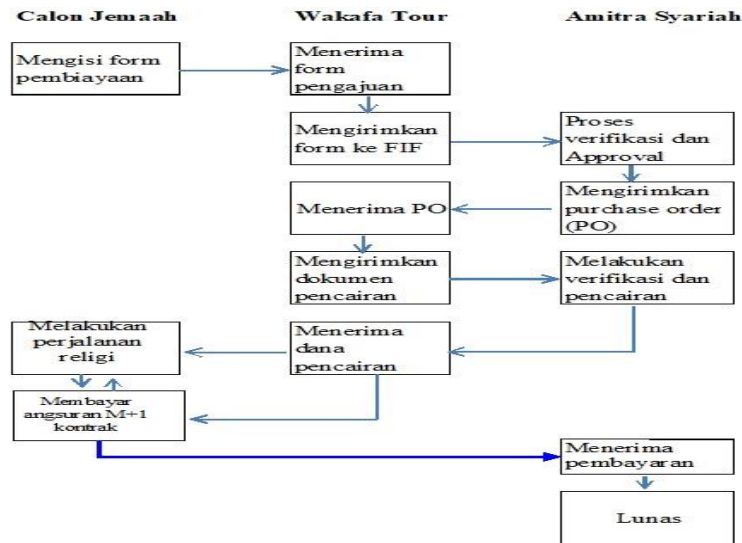 Calon Jemaah
Wakafa Tour
Amitra Syariah
Mengisi form
pembiayaan
Menerima
form
pengajuan
Mengirimkan
form ke FIF
Proses
verifikasi dan
Approval
Menerima PO
Mengirimkan
purchase order
(PO)
Mengirimkan
dokumen
pencairan
Melakukan
verifikasi dan
pencairan
Melakukan
perjalanan
religi
Menerima
dana
pencairan
Membayar
angsuran M+1
kontrak
Menerima
pembayaran
Lunas